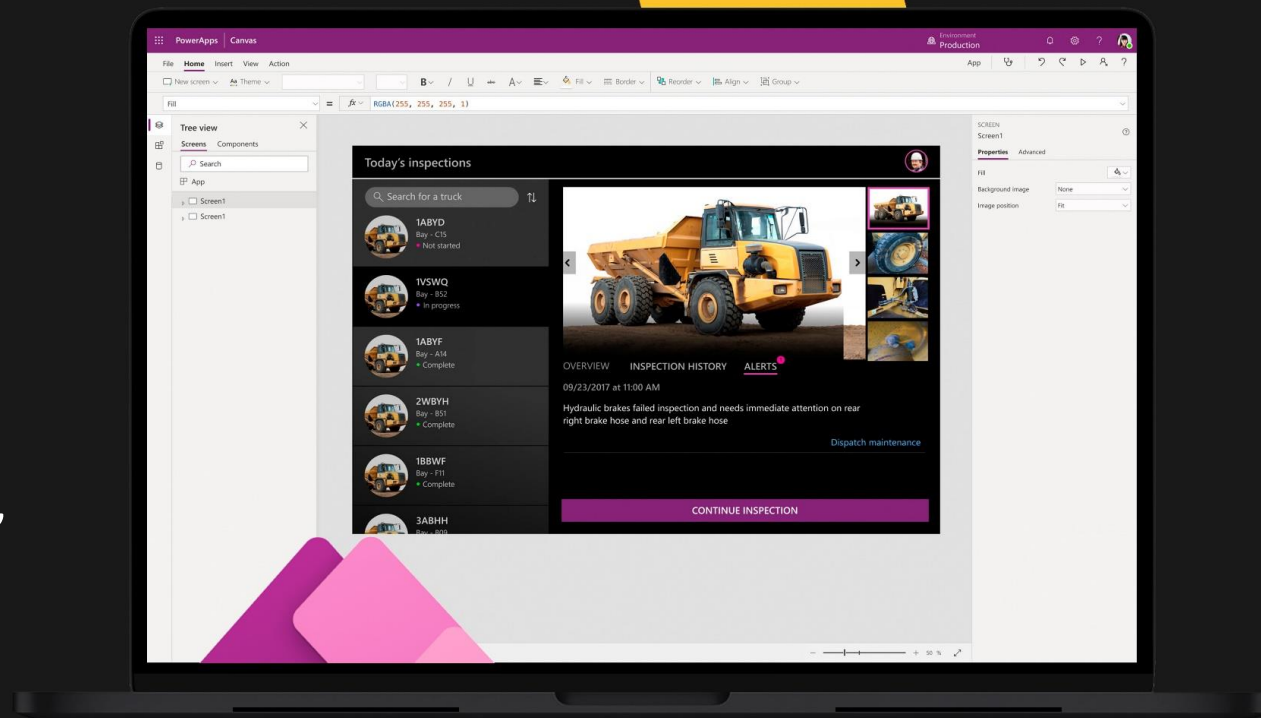 PowerApps Canvas
Environment
Production
File Home Insert View Action
App
New screen Theme B / U abc A Fill Border Reorder Align Group
Fill = fx RGBA(255, 255, 255, 1)
Tree view
Screens Components
Search
App
Screen1
Screen1
Today's inspections
Search for a truck
1ABYD
Bay - C15
Not started
1VSWQ
Bay - B52
In progress
1ABYF
Bay - A14
Complete
2WBYH
Bay - B51
Complete
1BBWF
Bay - F11
Complete
3ABHH
Bay - B09
OVERVIEW INSPECTION HISTORY ALERTS
09/23/2017 at 11:00 AM
Hydraulic brakes failed inspection and needs immediate attention on rear
right brake hose and rear left brake hose
Dispatch maintenance
CONTINUE INSPECTION
SCREEN
Screen1
Properties Advanced
Fill
Background image None
Image position Fit
50 %